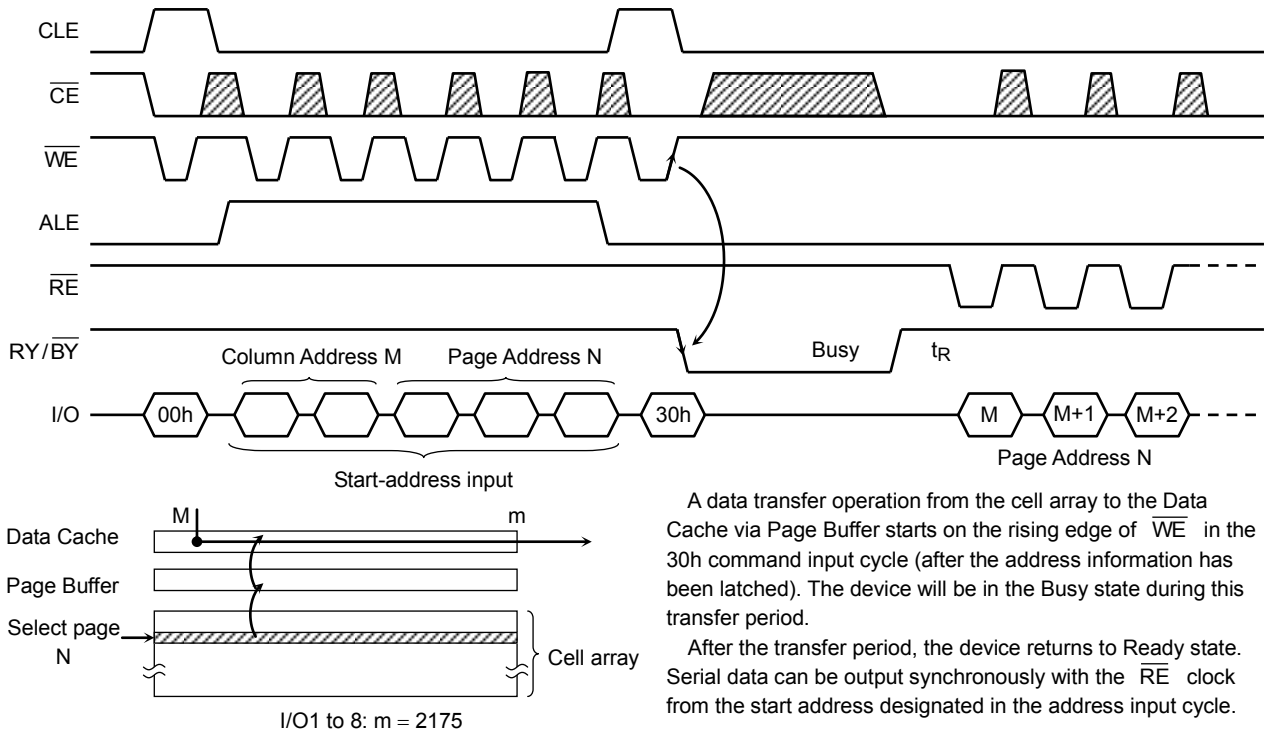 CLE
CE
WE
ALE
RE
RY/BY
Busy
tR
Column Address M
Page Address N
I/O
00h
30h
M
M+1
M+2
Start-address input
Page Address N
M
m
Data Cache
Page Buffer
Select page
N
Cell array
I/O1 to 8: m = 2175
A data transfer operation from the cell array to the Data
Cache via Page Buffer starts on the rising edge of WE in the
30h command input cycle (after the address information has
been latched). The device will be in the Busy state during this
transfer period.
After the transfer period, the device returns to Ready state.
Serial data can be output synchronously with the RE clock
from the start address designated in the address input cycle.